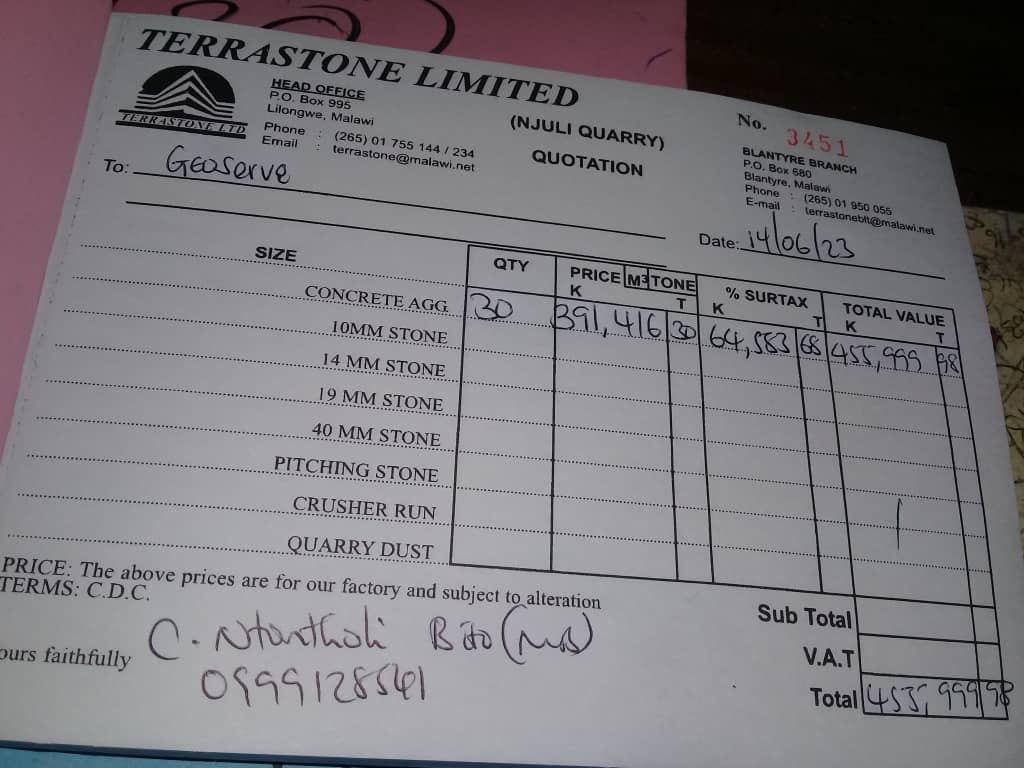 TERRASTONE LIMITED
TERRASTONE LTD
HEAD OFFICE
P.O. Box 995
Lilongwe, Malawi
Phone : (265) 01 755 144 / 234
Email : terrastone@malawi.net
(NJULI QUARRY)
QUOTATION
No. 3451
BLANTYRE BRANCH
P.O. Box 680
Blantyre, Malawi
Phone : (265) 01 950 055
E-mail : terrastoneblt@malawi.net
To: Geoserve
Date: 14/06/23
SIZE QTY PRICE M3 TONE % SURTAX TOTAL VALUE
K T K T K T
CONCRETE AGG 30 391,416 30 64,583 68 455,999 98
10MM STONE
14 MM STONE
19 MM STONE
40 MM STONE
PITCHING STONE
CRUSHER RUN
QUARRY DUST
PRICE: The above prices are for our factory and subject to alteration
TERMS: C.D.C.
Sub Total
V.A.T
Total 455,999 98
ours faithfully C. Ntontholi
0999128541